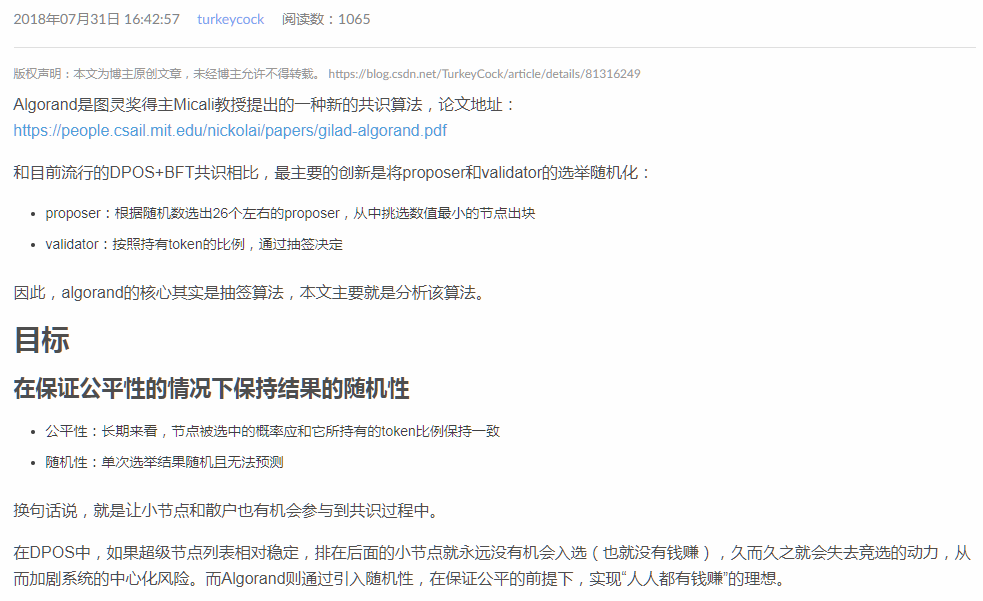 2018年07月31日 16:42:57 turkeycock 阅读数：1065
版权声明：本文为博主原创文章，未经博主允许不得转载。 https://blog.csdn.net/TurkeyCock/article/details/81316249
Algorand是图灵奖得主Micali教授提出的一种新的共识算法，论文地址：
https://people.csail.mit.edu/nickolai/papers/gilad-algorand.pdf
和目前流行的DPOS+BFT共识相比，最主要的创新是将proposer和validator的选举随机化：
• proposer：根据随机数选出26个左右的proposer，从中挑选数值最小的节点出块
• validator：按照持有token的比例，通过抽签决定
因此，algorand的核心其实是抽签算法，本文主要就是分析该算法。
目标
在保证公平性的情况下保持结果的随机性
• 公平性：长期来看，节点被选中的概率应和它所持有的token比例保持一致
• 随机性：单次选举结果随机且无法预测
换句话说，就是让小节点和散户也有机会参与到共识过程中。
在DPOS中，如果超级节点列表相对稳定，排在后面的小节点就永远没有机会入选（也就没有钱赚），久而久之就会失去竞选的动力，从
而加剧系统的中心化风险。而Algorand则通过引入随机性，在保证公平的前提下，实现“人人都有钱赚”的理想。